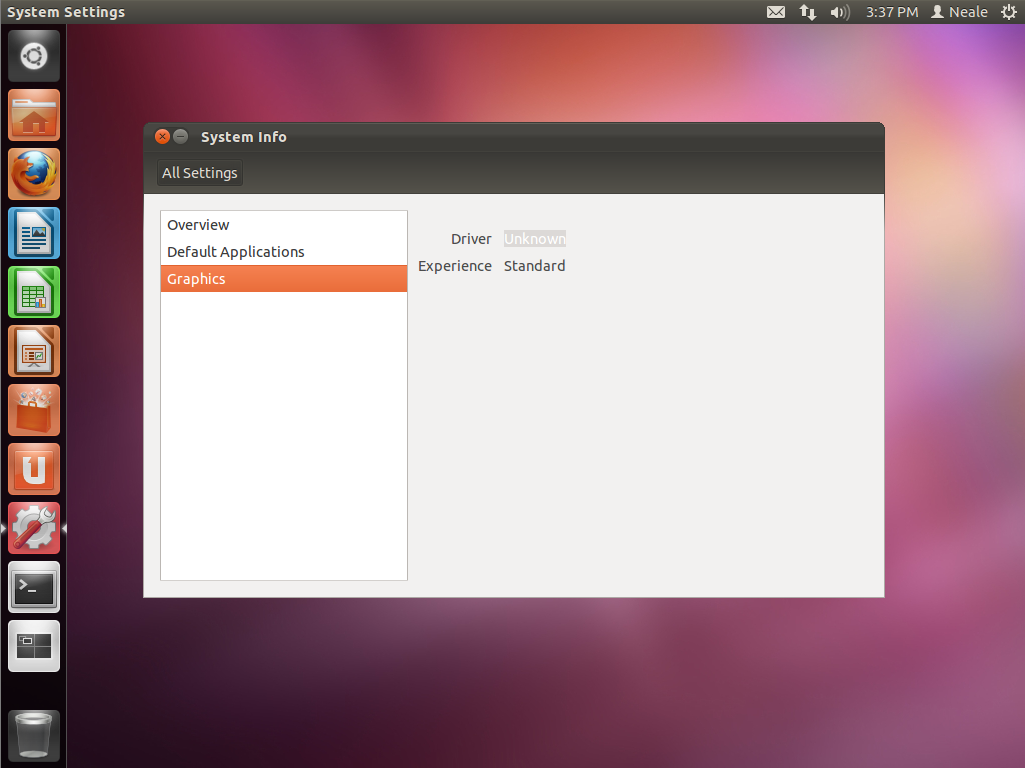 System Settings
3:37 PM Neale
System Info
All Settings
Overview
Default Applications
Graphics
Driver Unknown
Experience Standard